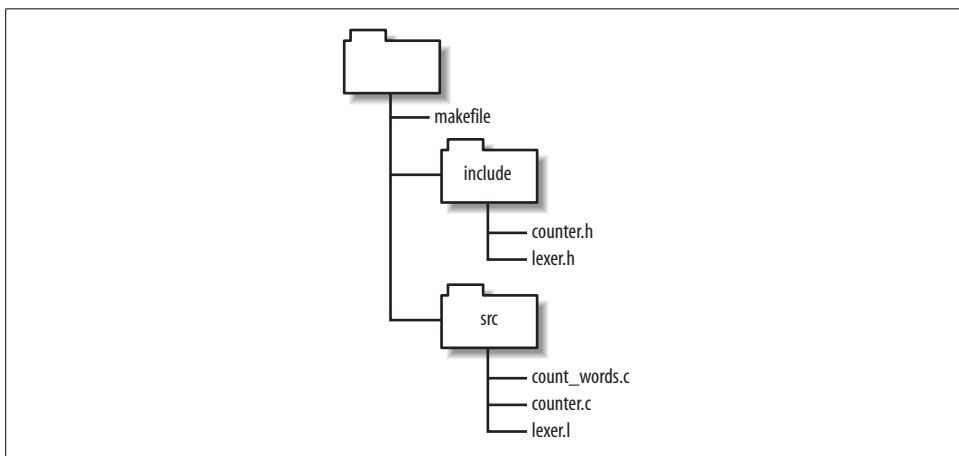 makefile
include
counter.h
lexer.h
src
count_words.c
counter.c
lexer.l